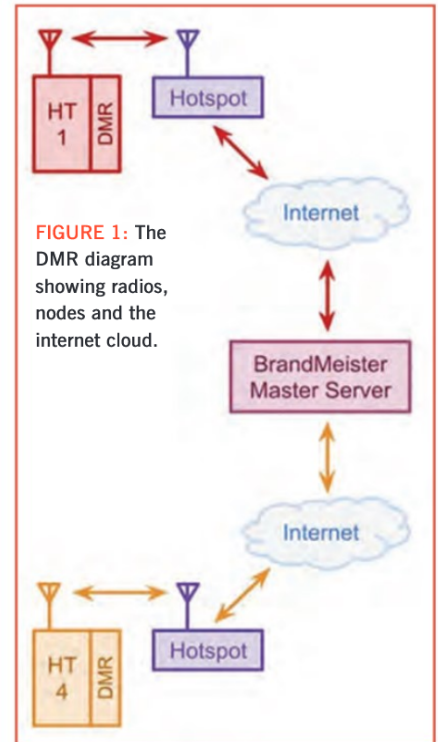 HT
1
DMR
Hotspot
Internet
FIGURE 1: The
DMR diagram
showing radios,
nodes and the
internet cloud.
BrandMeister
Master Server
Internet
HT
4
DMR
Hotspot